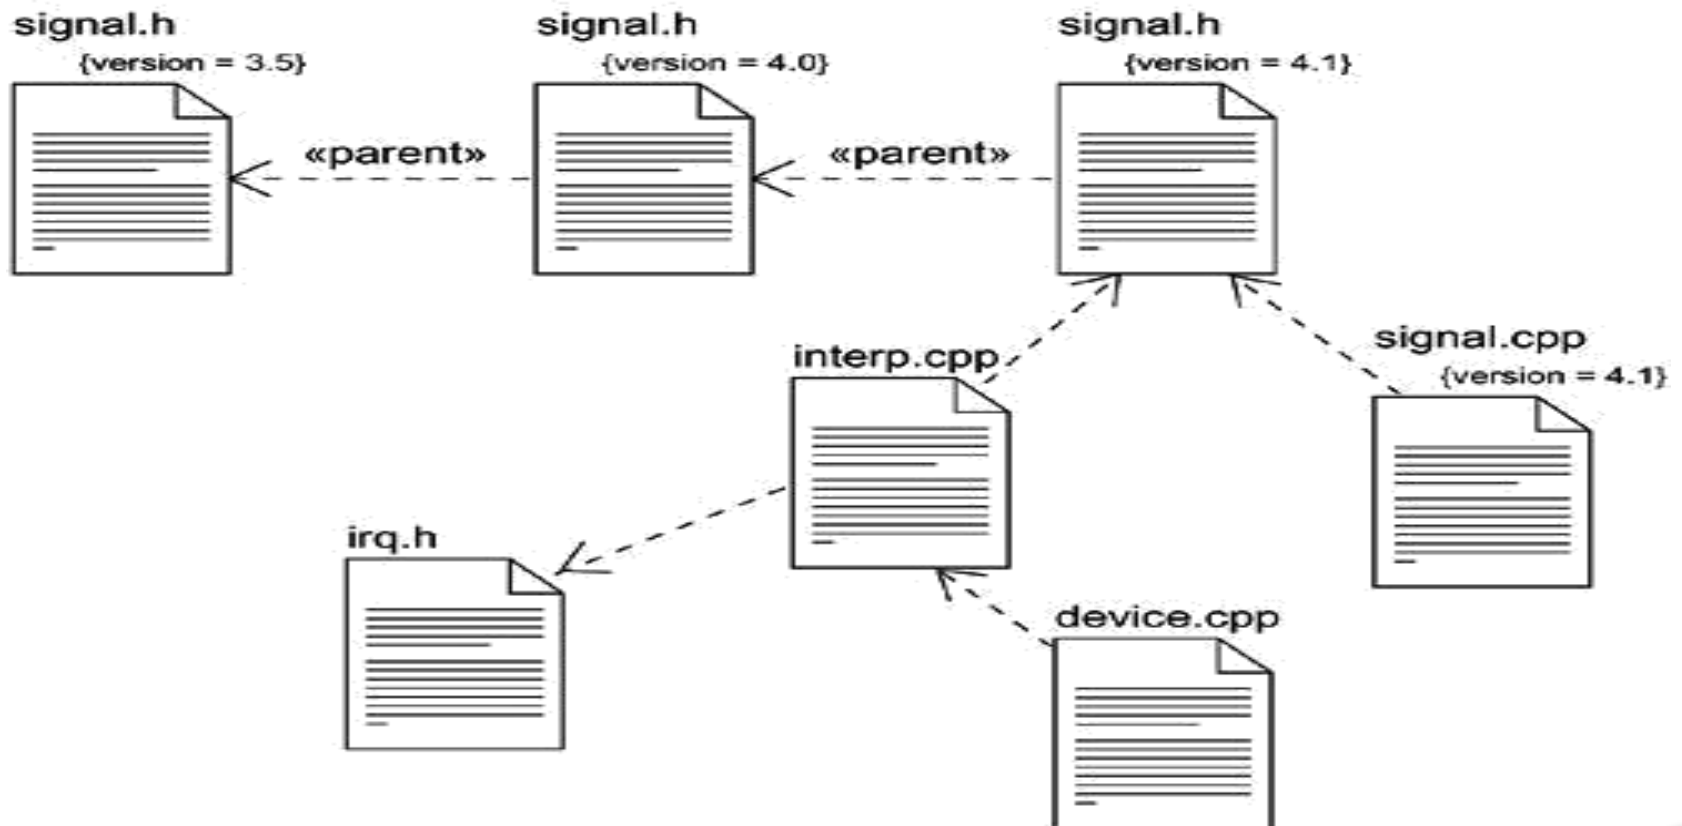 signal.h
{version = 3.5}
signal.h
{version = 4.0}
signal.h
{version = 4.1}
«parent»
«parent»
interp.cpp
signal.cpp
{version = 4.1}
irq.h
device.cpp